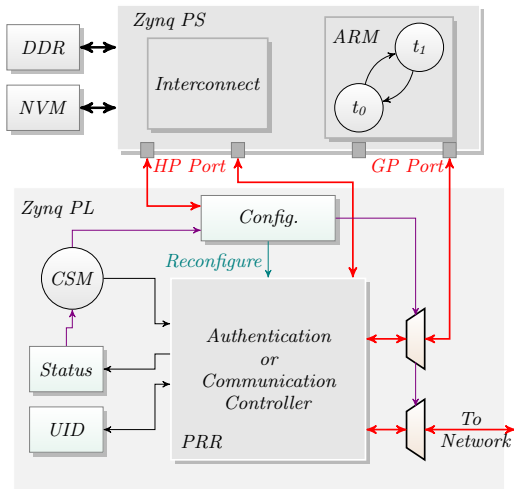 Zynq PS
DDR
NVM
Interconnect
ARM
t1
t0
HP Port
GP Port
Zynq PL
Config.
CSM
Reconfigure
Authentication
or
Communication
Controller
Status
UID
PRR
To
Network